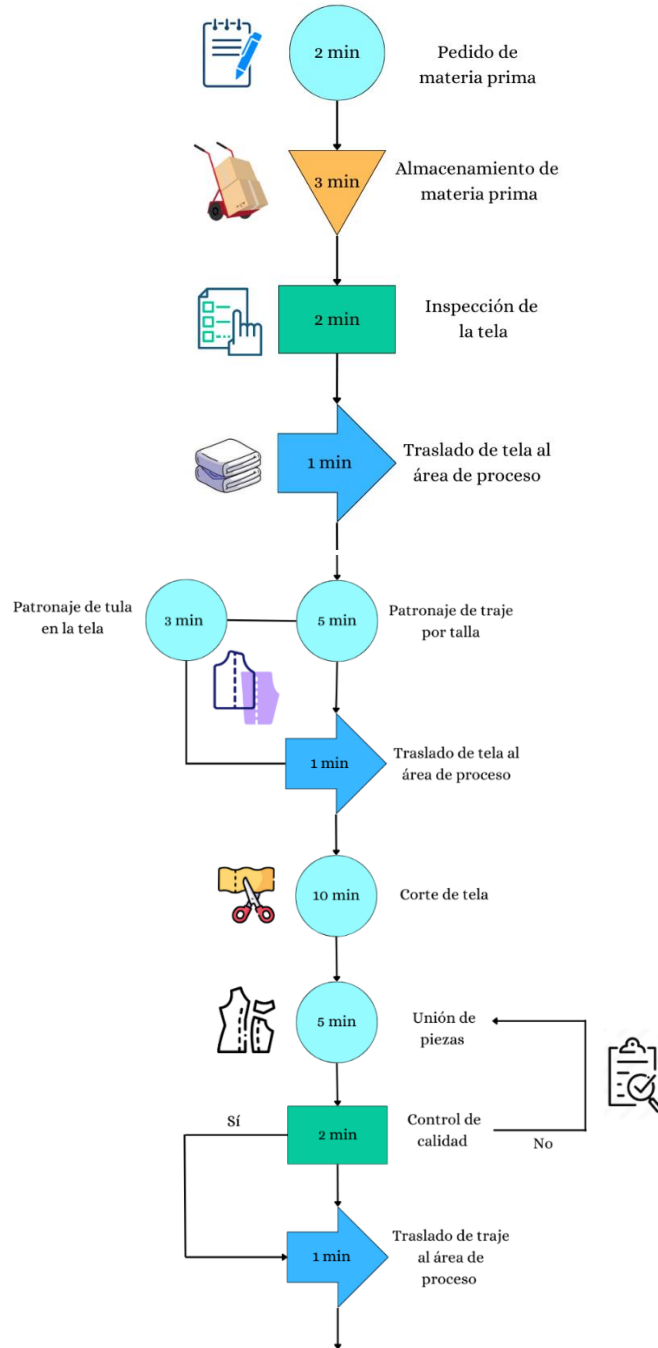 2 min
Pedido de
materia prima
3 min
Almacenamiento de
materia prima
2 min
Inspección de
la tela
1 min
Traslado de tela al
área de proceso
Patronaje de tula
en la tela
3 min
5 min
Patronaje de traje
por talla
1 min
Traslado de tela al
área de proceso
10 min
Corte de tela
5 min
Unión de
piezas
Sí
2 min
Control de
calidad
No
1 min
Traslado de traje
al área de
proceso